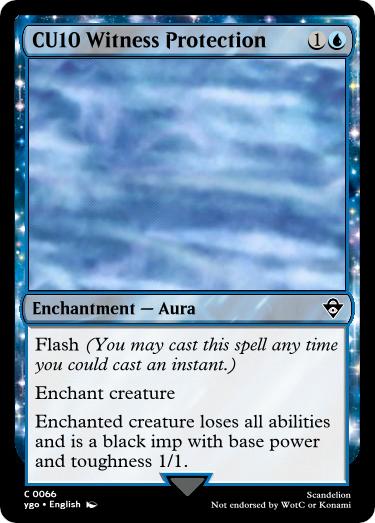 CU10 Witness Protection 1
Enchantment — Aura
Flash (You may cast this spell any time
you could cast an instant.)
Enchant creature
Enchanted creature loses all abilities
and is a black imp with base power
and toughness 1/1.
C 0066
ygo • English
Scandelion
Not endorsed by WotC or Konami